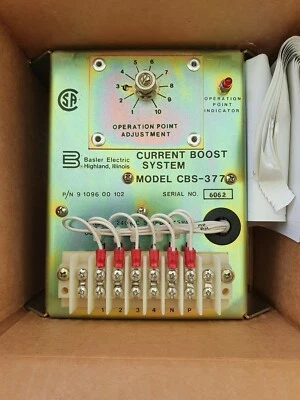 5 6
4 7
3 8
2 9
1 10
OPERATION POINT
ADJUSTMENT
SA
OPERATION
POINT
INDICATOR
B
Basler Electric
Highland, Illinois
CURRENT BOOST
SYSTEM
MODEL CBS-377
P/N 9 1096 00 102
SERIAL NO. 6062
1 2 3 4 N P